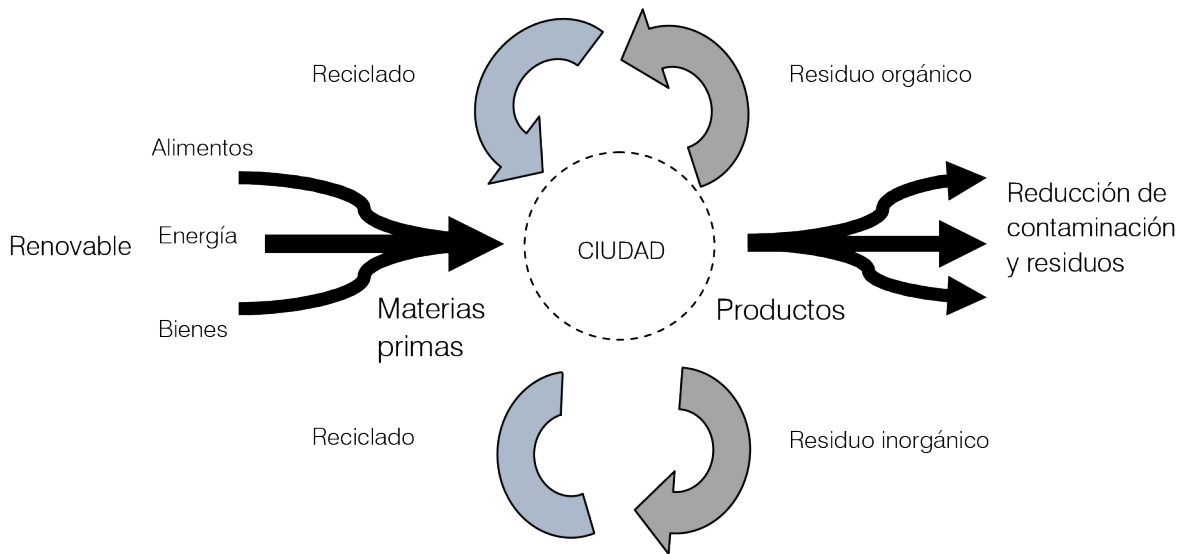 Reciclado
Residuo orgánico
Alimentos
Renovable
Energía
Bienes
Materias
primas
CIUDAD
Productos
Reducción de
contaminación
y residuos
Reciclado
Residuo inorgánico